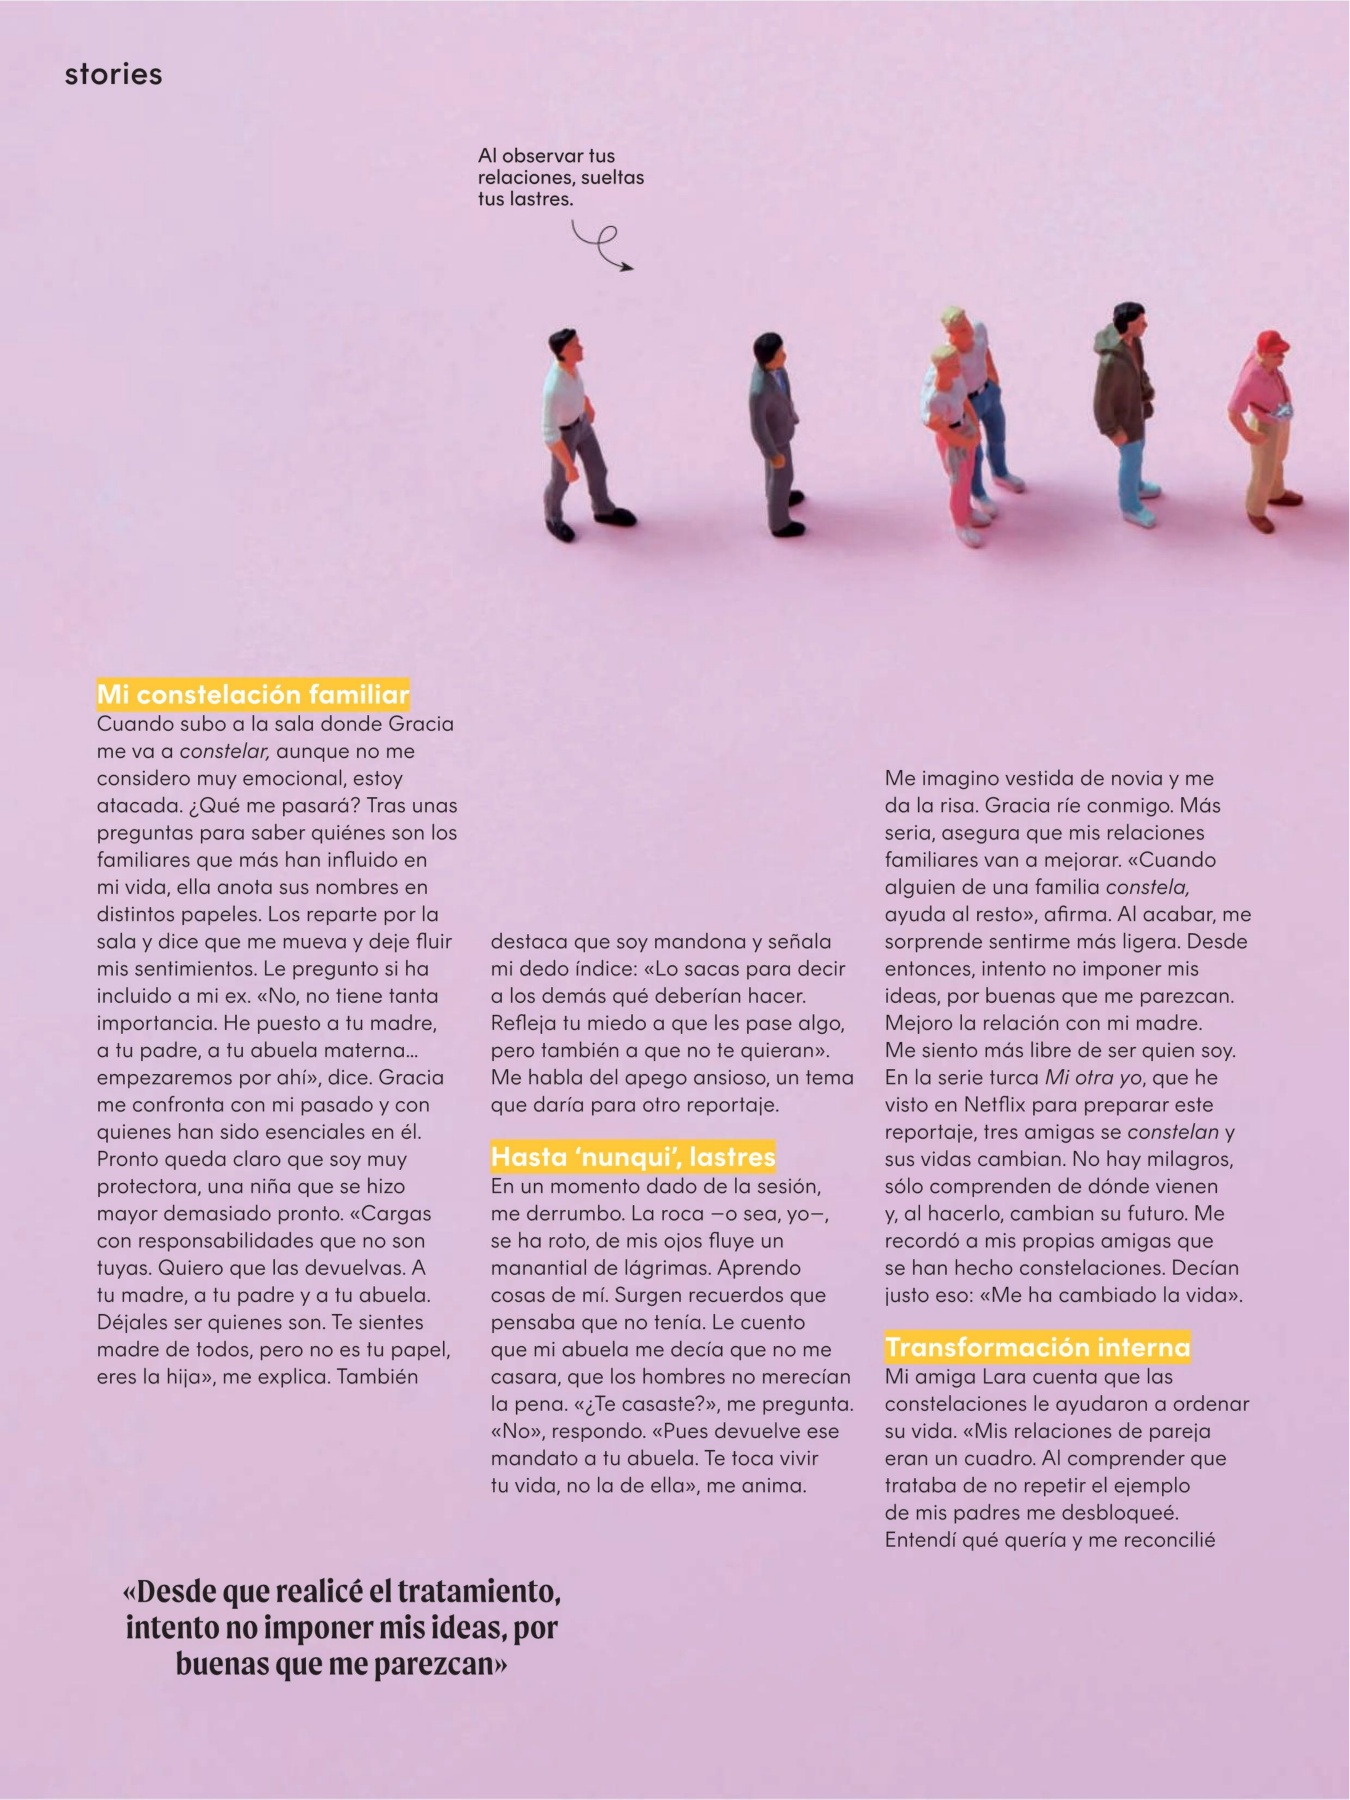 stories
Al observar tus
relaciones, sueltas
tus lastres.
Mi constelación familiar
Cuando subo a la sala donde Gracia
me va a constelar, aunque no me
considero muy emocional, estoy
atacada. ¿Qué me pasará? Tras unas
preguntas para saber quiénes son los
familiares que más han influido en
mi vida, ella anota sus nombres en
distintos papeles. Los reparte por la
sala y dice que me mueva y deje fluir
mis sentimientos. Le pregunto si ha
incluido a mi ex. «No, no tiene tanta
importancia. He puesto a tu madre,
a tu padre, a tu abuela materna...
empezaremos por ahí», dice. Gracia
me confronta con mi pasado y con
quienes han sido esenciales en él.
Pronto queda claro que soy muy
protectora, una niña que se hizo
mayor demasiado pronto. «Cargas
con responsabilidades que no son
tuyas. Quiero que las devuelvas. A
tu madre, a tu padre y a tu abuela.
Déjales ser quienes son. Te sientes
madre de todos, pero no es tu papel,
eres la hija», me explica. También
destaca que soy mandona y señala
mi dedo índice: «Lo sacas para decir
a los demás qué deberían hacer.
Refleja tu miedo a que les pase algo,
pero también a que no te quieran».
Me habla del apego ansioso, un tema
que daría para otro reportaje.
Hasta ‘nunqui’, lastres
En un momento dado de la sesión,
me derrumbo. La roca —o sea, yo—,
se ha roto, de mis ojos fluye un
manantial de lágrimas. Aprendo
cosas de mí. Surgen recuerdos que
pensaba que no tenía. Le cuento
que mi abuela me decía que no me
casara, que los hombres no merecían
la pena. «¿Te casaste?», me pregunta.
«No», respondo. «Pues devuelve ese
mandato a tu abuela. Te toca vivir
tu vida, no la de ella», me anima.
Me imagino vestida de novia y me
da la risa. Gracia ríe conmigo. Más
seria, asegura que mis relaciones
familiares van a mejorar. «Cuando
alguien de una familia constela,
ayuda al resto», afirma. Al acabar, me
sorprende sentirme más ligera. Desde
entonces, intento no imponer mis
ideas, por buenas que me parezcan.
Mejoro la relación con mi madre.
Me siento más libre de ser quien soy.
En la serie turca Mi otra yo, que he
visto en Netflix para preparar este
reportaje, tres amigas se constelan y
sus vidas cambian. No hay milagros,
sólo comprenden de dónde vienen
y, al hacerlo, cambian su futuro. Me
recordó a mis propias amigas que
se han hecho constelaciones. Decían
justo eso: «Me ha cambiado la vida».
Transformación interna
Mi amiga Lara cuenta que las
constelaciones le ayudaron a ordenar
su vida. «Mis relaciones de pareja
eran un cuadro. Al comprender que
trataba de no repetir el ejemplo
de mis padres me desbloqueé.
Entendí qué quería y me reconcilié
«Desde que realicé el tratamiento,
intento no imponer mis ideas, por
buenas que me parezcan»